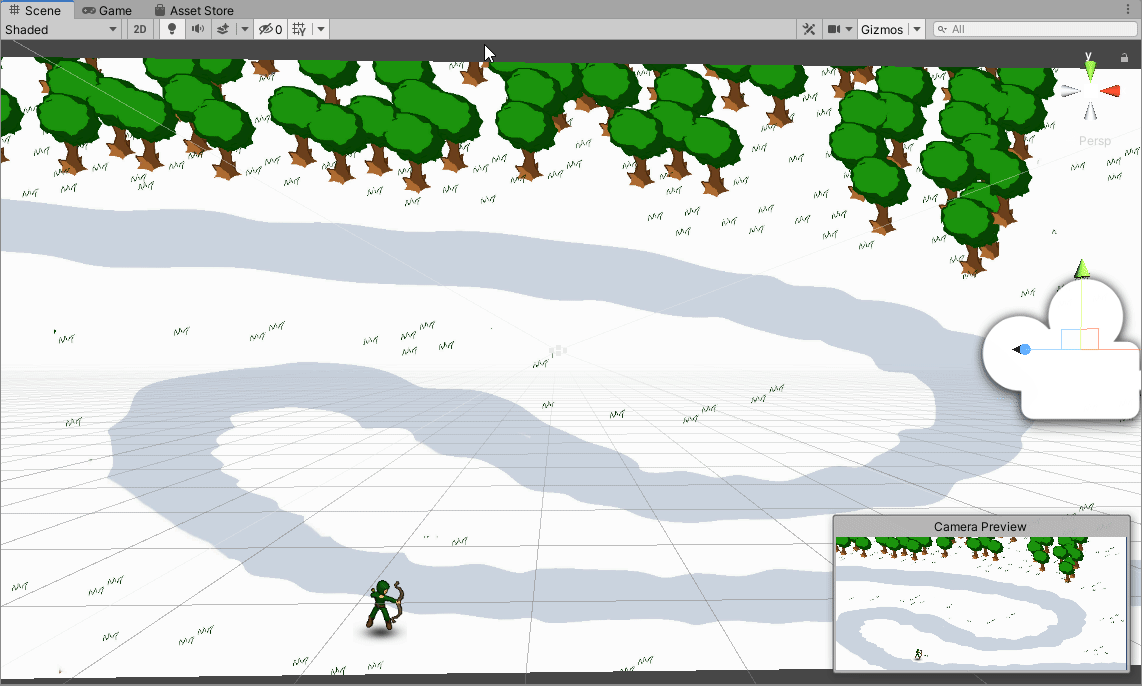 Scene Game Asset Store
Shaded 2D 0 Gizmos All
y
Persp
Camera Preview